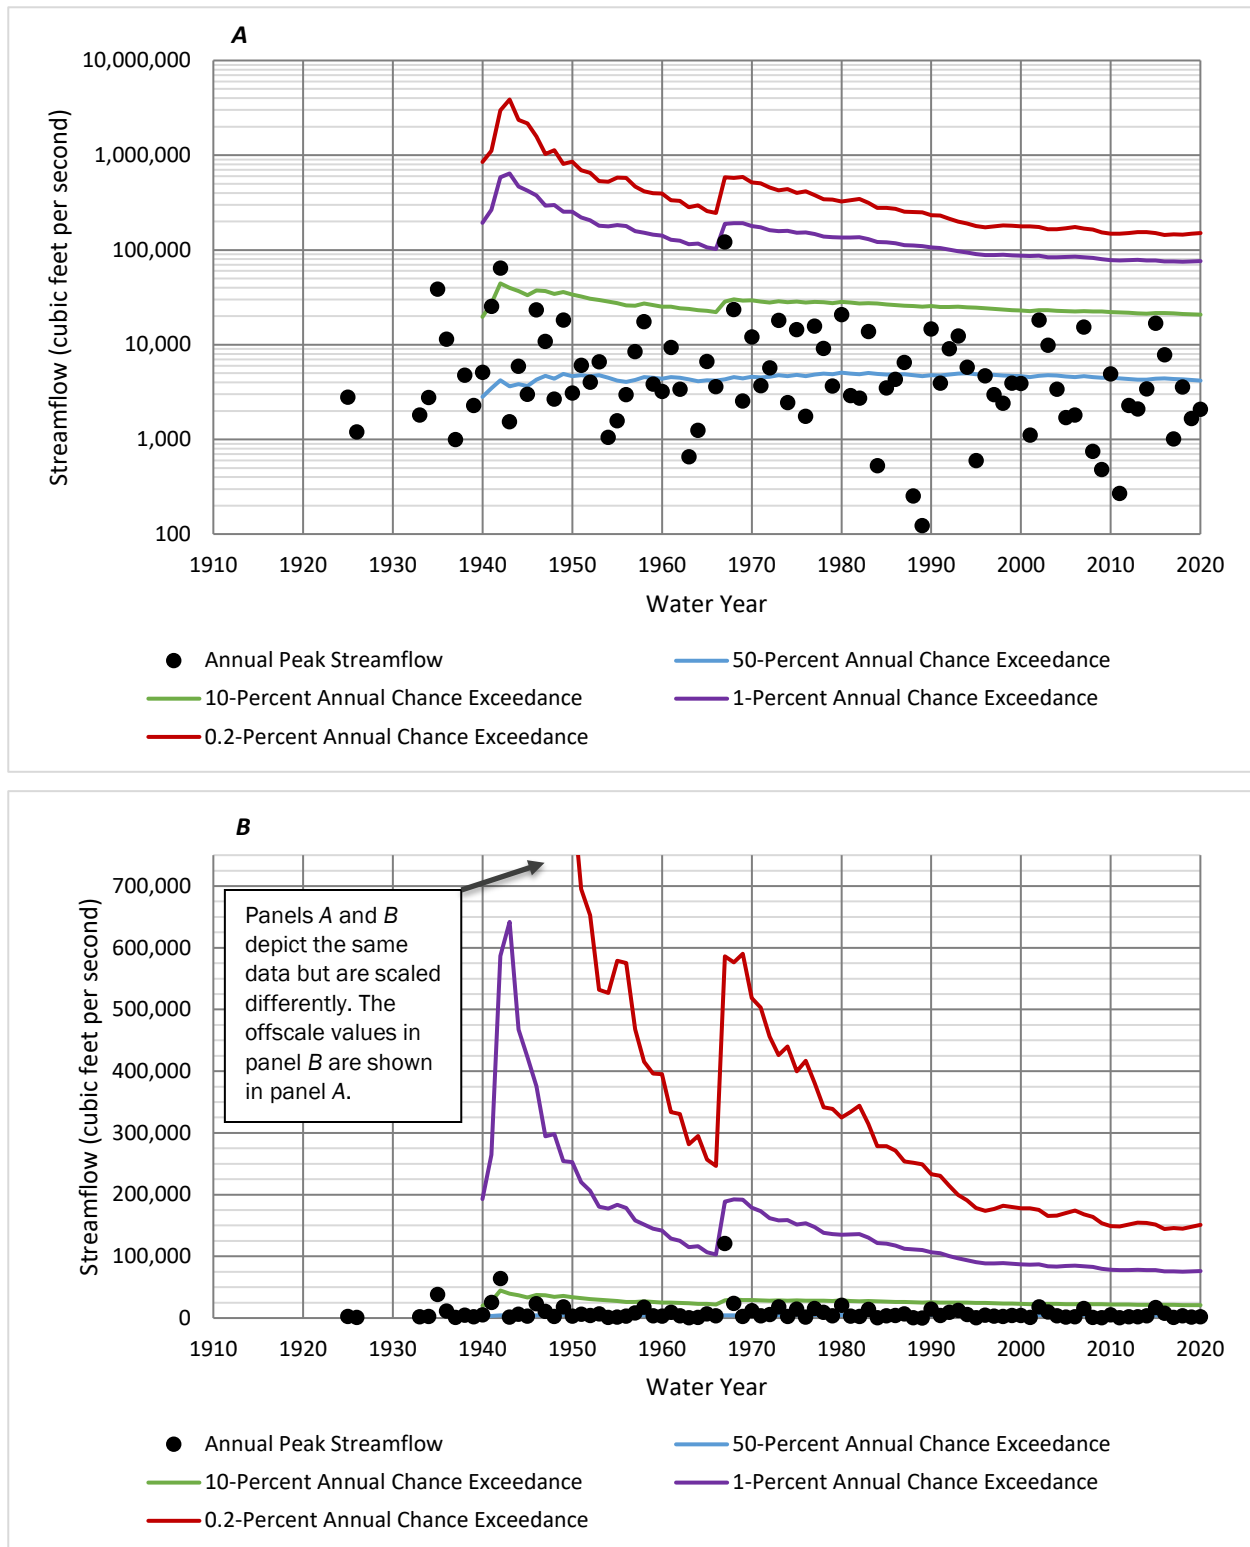 A
Streamflow (cubic feet per second)
10,000,000
1,000,000
100,000
10,000
1,000
100
1910 1920 1930 1940 1950 1960 1970 1980 1990 2000 2010 2020
Water Year
Annual Peak Streamflow
50-Percent Annual Chance Exceedance
10-Percent Annual Chance Exceedance
1-Percent Annual Chance Exceedance
0.2-Percent Annual Chance Exceedance
B
Streamflow (cubic feet per second)
700,000
600,000
500,000
400,000
300,000
200,000
100,000
0
Panels A and B
depict the same
data but are scaled
differently. The
offscale values in
panel B are shown
in panel A.
1910 1920 1930 1940 1950 1960 1970 1980 1990 2000 2010 2020
Water Year
Annual Peak Streamflow
50-Percent Annual Chance Exceedance
10-Percent Annual Chance Exceedance
1-Percent Annual Chance Exceedance
0.2-Percent Annual Chance Exceedance